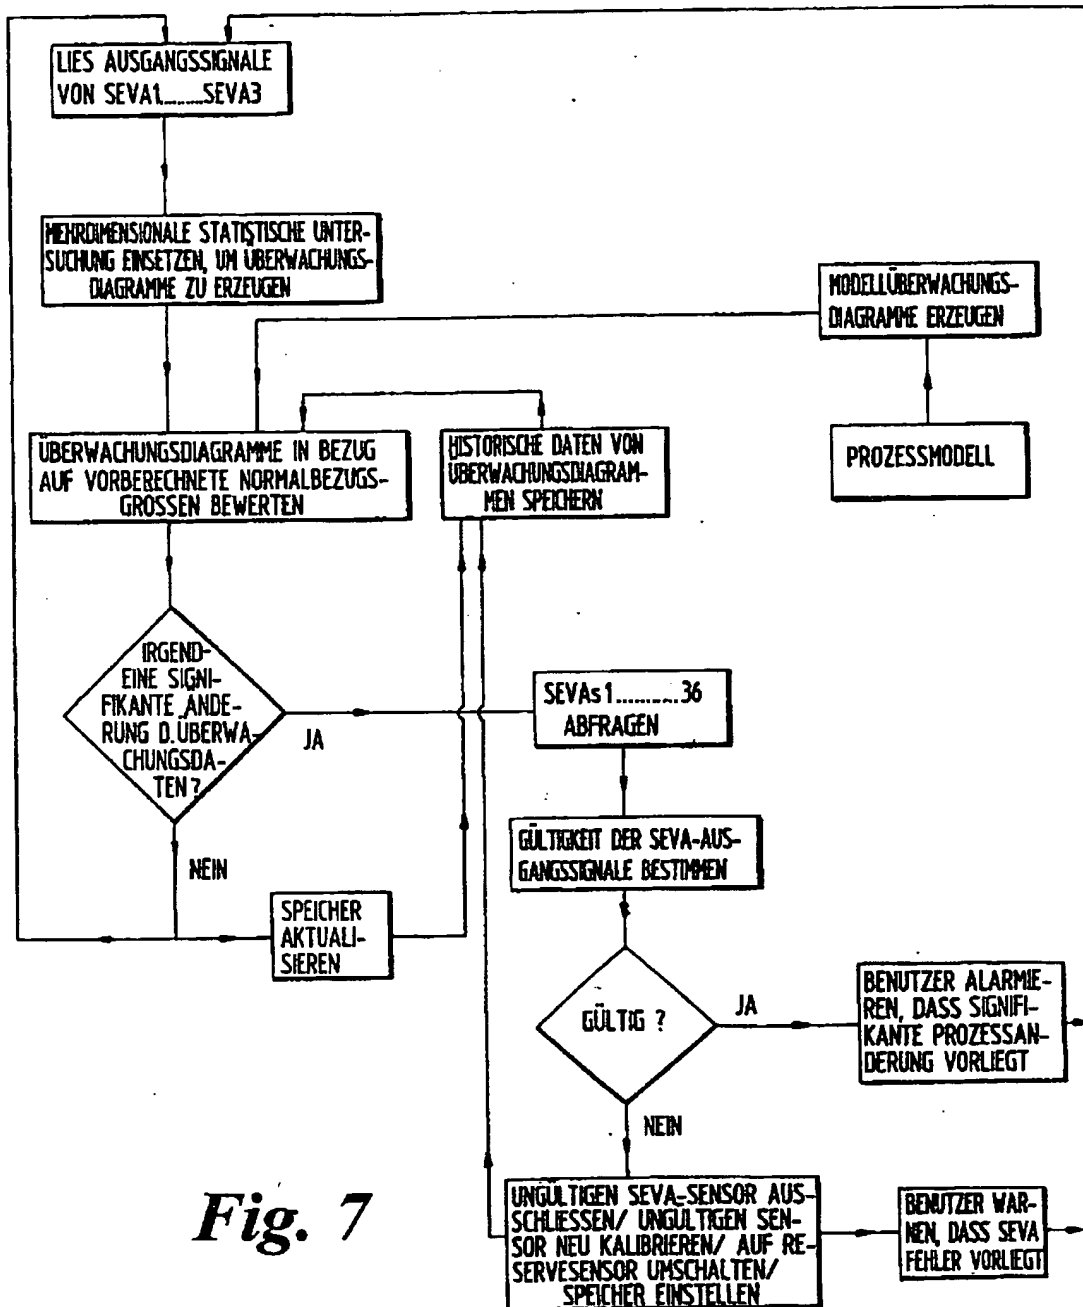 LIES AUSGANGSSIGNALE
VON SEVA1........SEVA3
MEHRDIMENSIONALE STATISTISCHE UNTER-
SUCHUNG EINSETZEN, UM ÜBERWACHUNGS-
DIAGRAMME ZU ERZEUGEN
MODELLÜBERWACHUNGS-
DIAGRAMME ERZEUGEN
PROZESSMODELL
ÜBERWACHUNGSDIAGRAMME IN BEZUG
AUF VORBERECHNETE NORMALBEZUGS-
GROSSEN BEWERTEN
HISTORISCHE DATEN VON
ÜBERWACHUNGSDIAGRAM-
MEN SPEICHERN
IRGEND-
EINE SIGNI-
FIKANTE ÄNDE-
RUNG D.ÜBERWA-
CHUNGSDA-
TEN ?
JA
NEIN
SEVAs 1............36
ABFRAGEN
GÜLTIGKEIT DER SEVA-AUS-
GANGSSIGNALE BESTIMMEN
SPEICHER
AKTUALI-
SIEREN
GÜLTIG ?
JA
NEIN
BENUTZER ALARMIE-
REN, DASS SIGNIFI-
KANTE PROZESSÄN-
DERUNG VORLIEGT
UNGÜLTIGEN SEVA-SENSOR AUS-
SCHLIESSEN/ UNGÜLTIGEN SEN-
SOR NEU KALIBRIEREN/ AUF RE-
SERVESENSOR UMSCHALTEN/
SPEICHER EINSTELLEN
BENUTZER WAR-
NEN, DASS SEVA
FEHLER VORLIEGT
Fig. 7